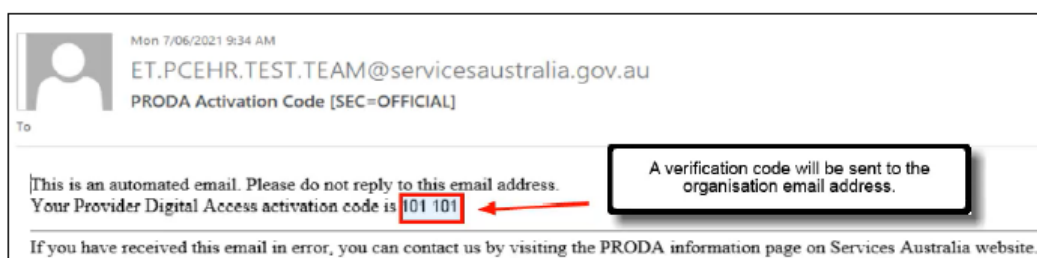 Mon 7/06/2021 9:34 AM
ET.PCEHR.TEST.TEAM@servicesaustralia.gov.au
PRODA Activation Code [SEC=OFFICIAL]
To
A verification code will be sent to the
organisation email address.
This is an automated email. Please do not reply to this email address.
Your Provider Digital Access activation code is 101 101
If you have received this email in error, you can contact us by visiting the PRODA information page on Services Australia website.